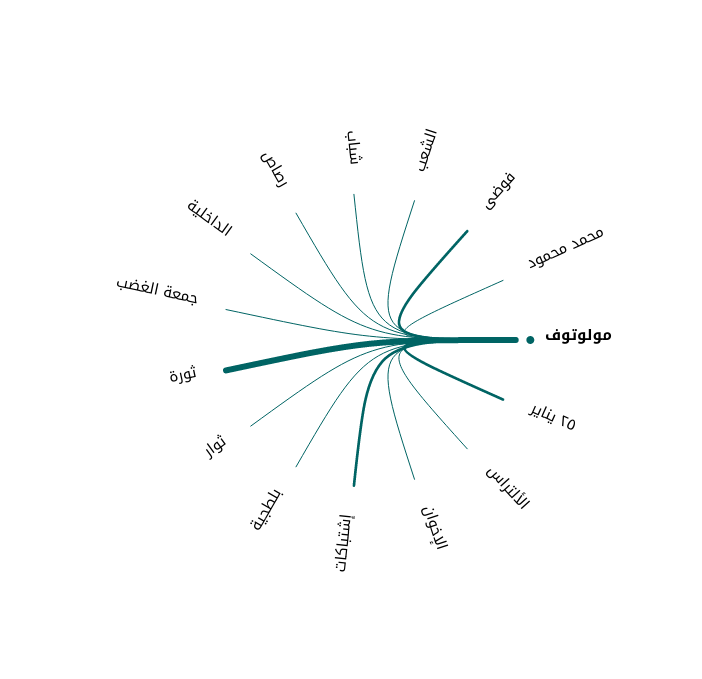 مولوتوف
محمد محمود
فوضى
الشعب
شباب
رصاص
الداخلية
جمعة الغضب
ثورة
ثوار
بلطجية
إشتباكات
الإخوان
الألتراس
٢٥ يناير